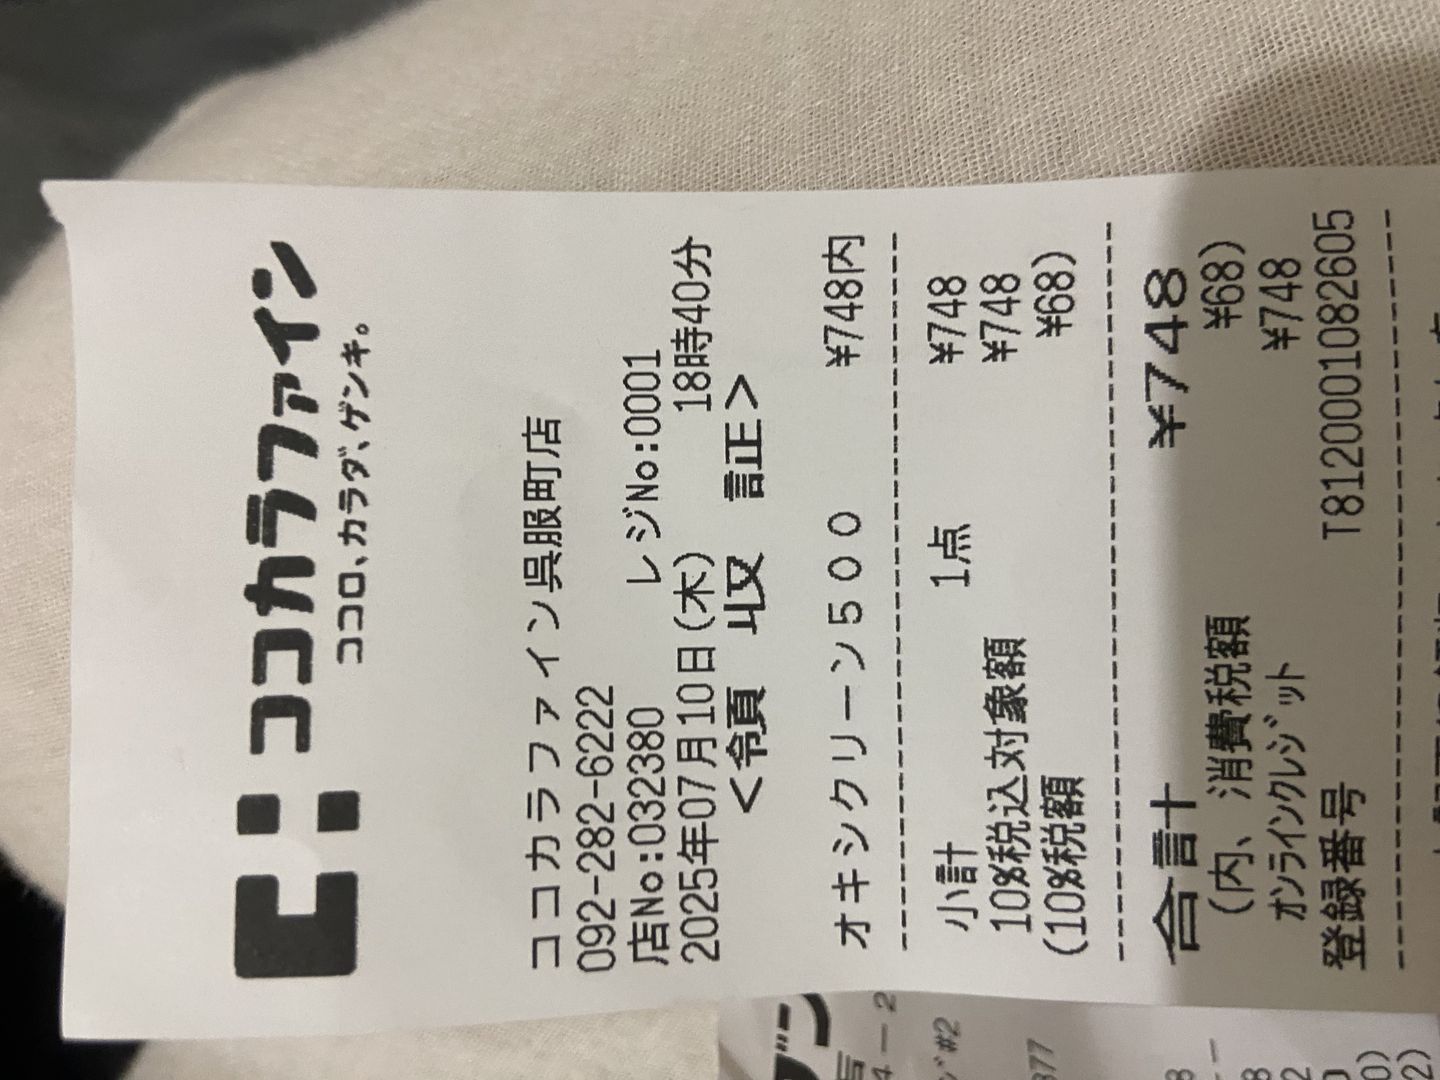 ココカラファイン
ココロ、カラダ、ゲンキ。
ココカラファイン呉服町店
092-282-6222
店No:032380 レジNo:0001
2025年07月10日(木) 18時40分
<領 収 証>
オキシクリーン５００ ¥748内
小計 1点 ¥748
10%税込対象額 ¥748
(10%税額 ¥68)
合計 ¥748
(内、消費税額 ¥68)
ｵﾝﾗｲﾝｸﾚｼﾞｯﾄ ¥748
登録番号 T8120001082605